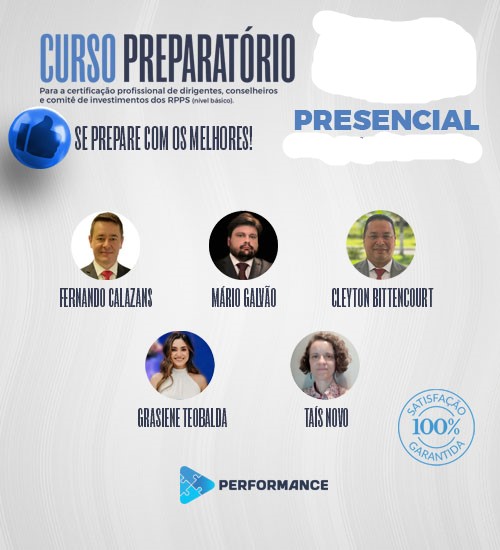 CURSO PREPARATÓRIO
Para a certificação profissional de dirigentes, conselheiros
e comitê de investimentos dos RPPS (nível básico).
PRESENCIAL
SE PREPARE COM OS MELHORES!
FERNANDO CALAZANS
MÁRIO GALVÃO
CLEYTON BITTENCOURT
GRASIENE TEOBALDA
TAÍS NOVO
SATISFAÇÃO
100%
GARANTIDA
PERFORMANCE